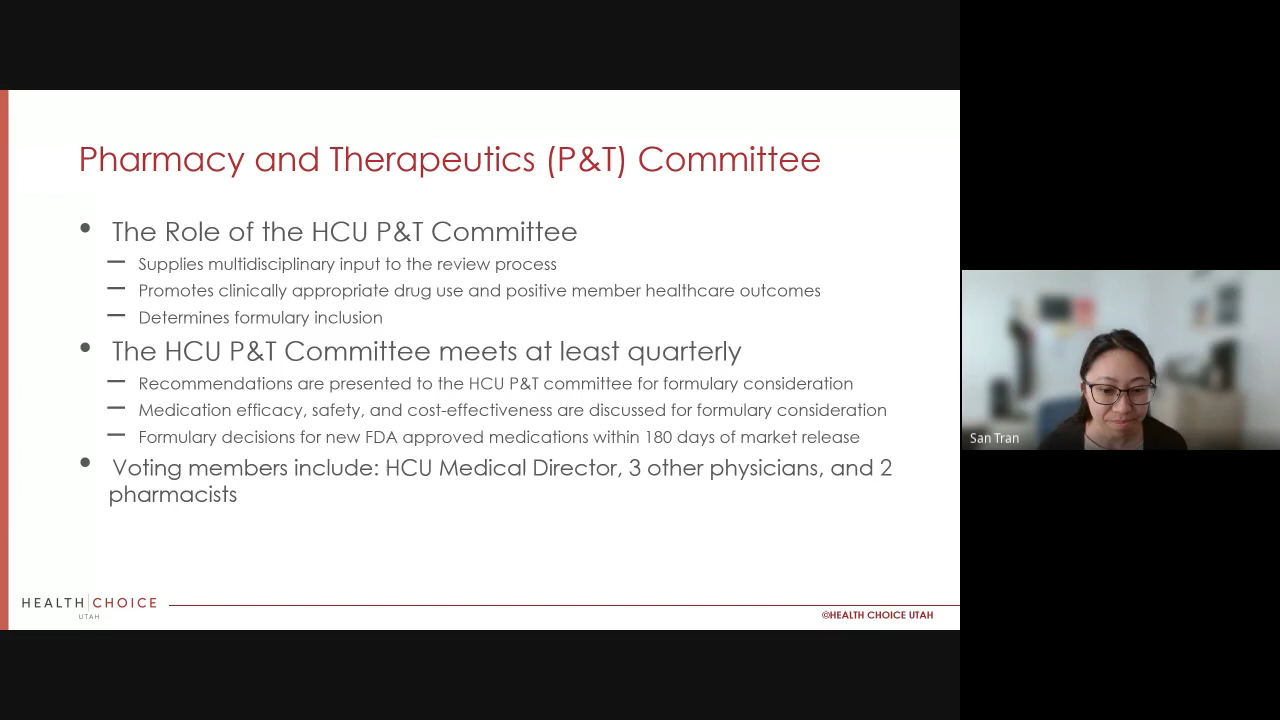 Pharmacy and Therapeutics (P&T) Committee
• The Role of the HCU P&T Committee
— Supplies multidisciplinary input to the review process
— Promotes clinically appropriate drug use and positive member healthcare outcomes
— Determines formulary inclusion
• The HCU P&T Committee meets at least quarterly
— Recommendations are presented to the HCU P&T committee for formulary consideration
— Medication efficacy, safety, and cost-effectiveness are discussed for formulary consideration
— Formulary decisions for new FDA approved medications within 180 days of market release
• Voting members include: HCU Medical Director, 3 other physicians, and 2
pharmacists
HEALTH CHOICE
UTAH
©HEALTH CHOICE UTAH
San Tran